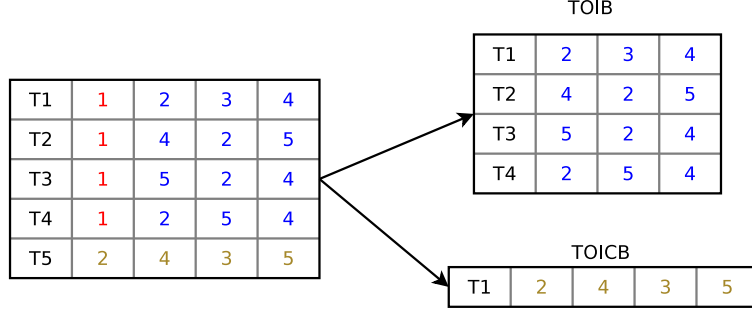 TOIB
T1 2 3 4
T2 4 2 5
T3 5 2 4
T4 2 5 4
T1 1 2 3 4
T2 1 4 2 5
T3 1 5 2 4
T4 1 2 5 4
T5 2 4 3 5
TOICB
T1 2 4 3 5